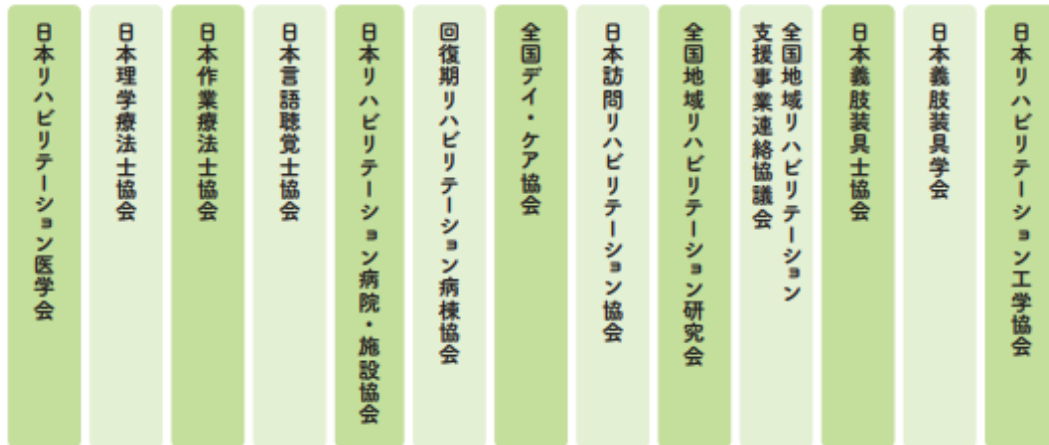 日本リハビリテーション医学会
日本理学療法士協会
日本作業療法士協会
日本言語聴覚士協会
日本リハビリテーション病院・施設協会
回復期リハビリテーション病棟協会
全国デイ・ケア協会
日本訪問リハビリテーション協会
全国地域リハビリテーション研究会
全国地域リハビリテーション
支援事業連絡協議会
日本義肢装具士協会
日本義肢装具学会
日本リハビリテーション工学協会